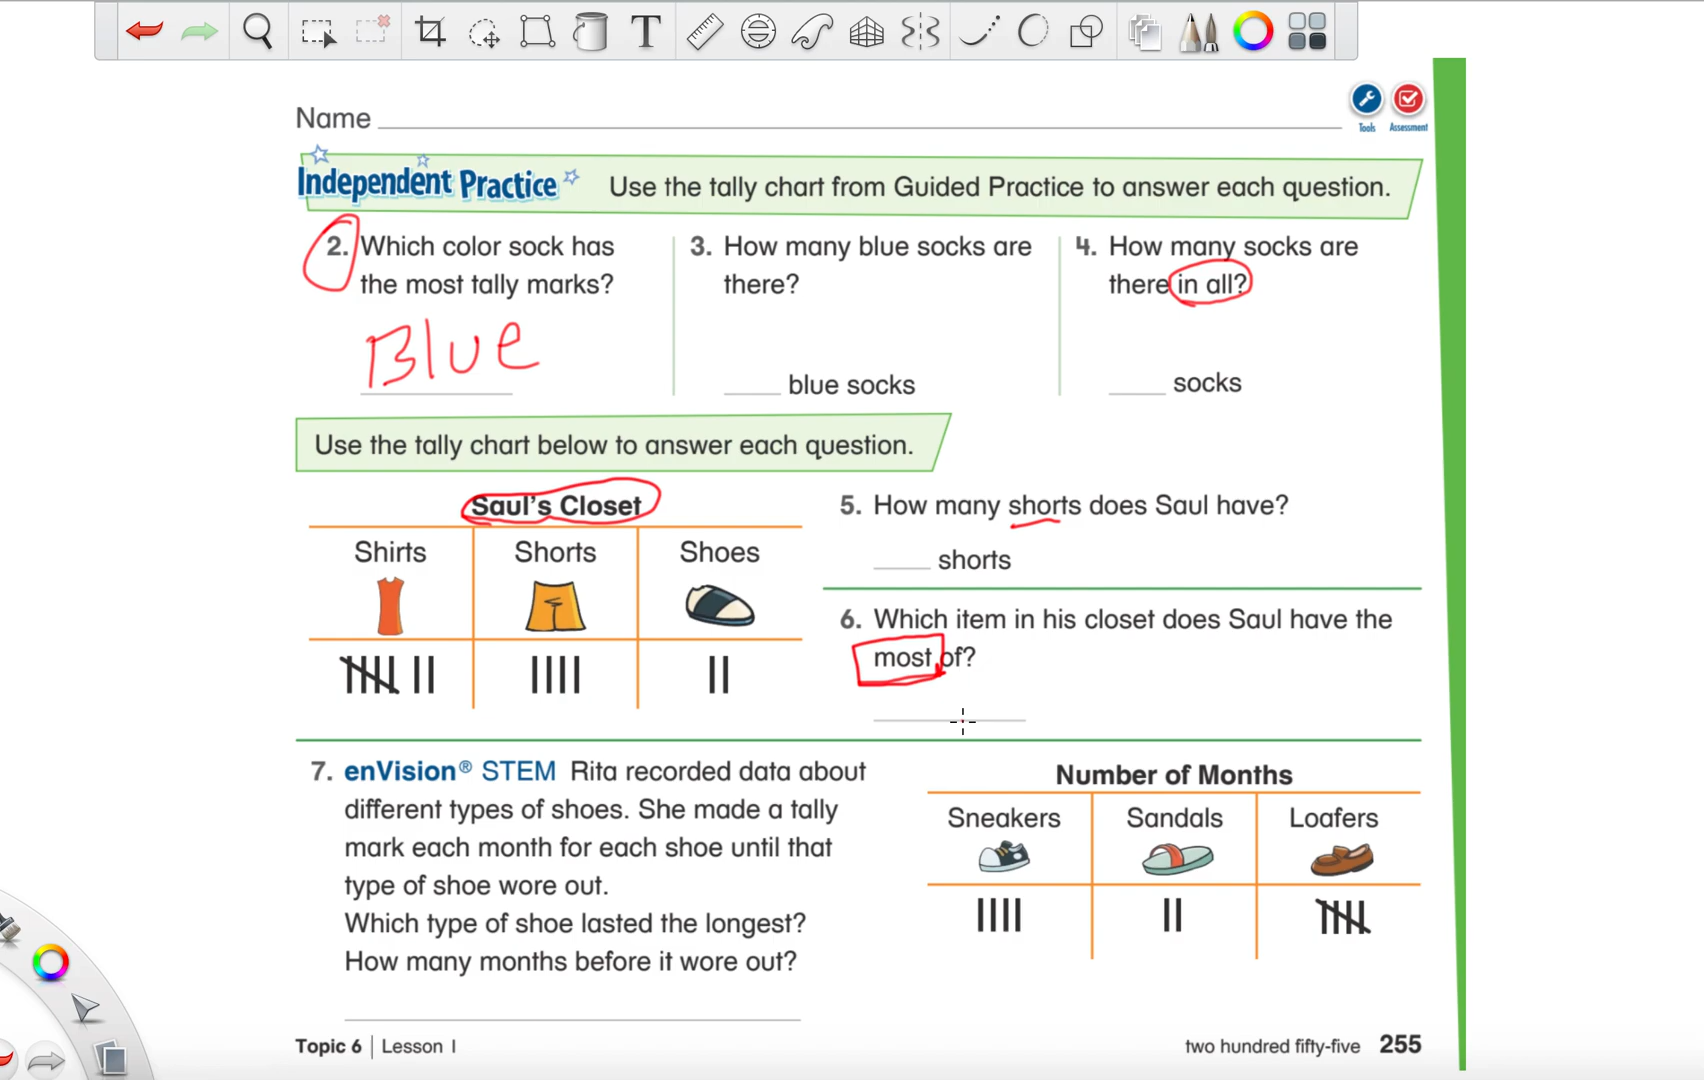 Name
Tools Assessment
Independent Practice Use the tally chart from Guided Practice to answer each question.
2. Which color sock has
the most tally marks?
Blue
3. How many blue socks are
there?
blue socks
4. How many socks are
there in all?
socks
Use the tally chart below to answer each question.
Saul's Closet
Shirts Shorts Shoes
5. How many shorts does Saul have?
shorts
6. Which item in his closet does Saul have the
most of?
7. enVision® STEM Rita recorded data about
different types of shoes. She made a tally
mark each month for each shoe until that
type of shoe wore out.
Which type of shoe lasted the longest?
How many months before it wore out?
Number of Months
Sneakers Sandals Loafers
Topic 6 | Lesson 1
two hundred fifty-five 255